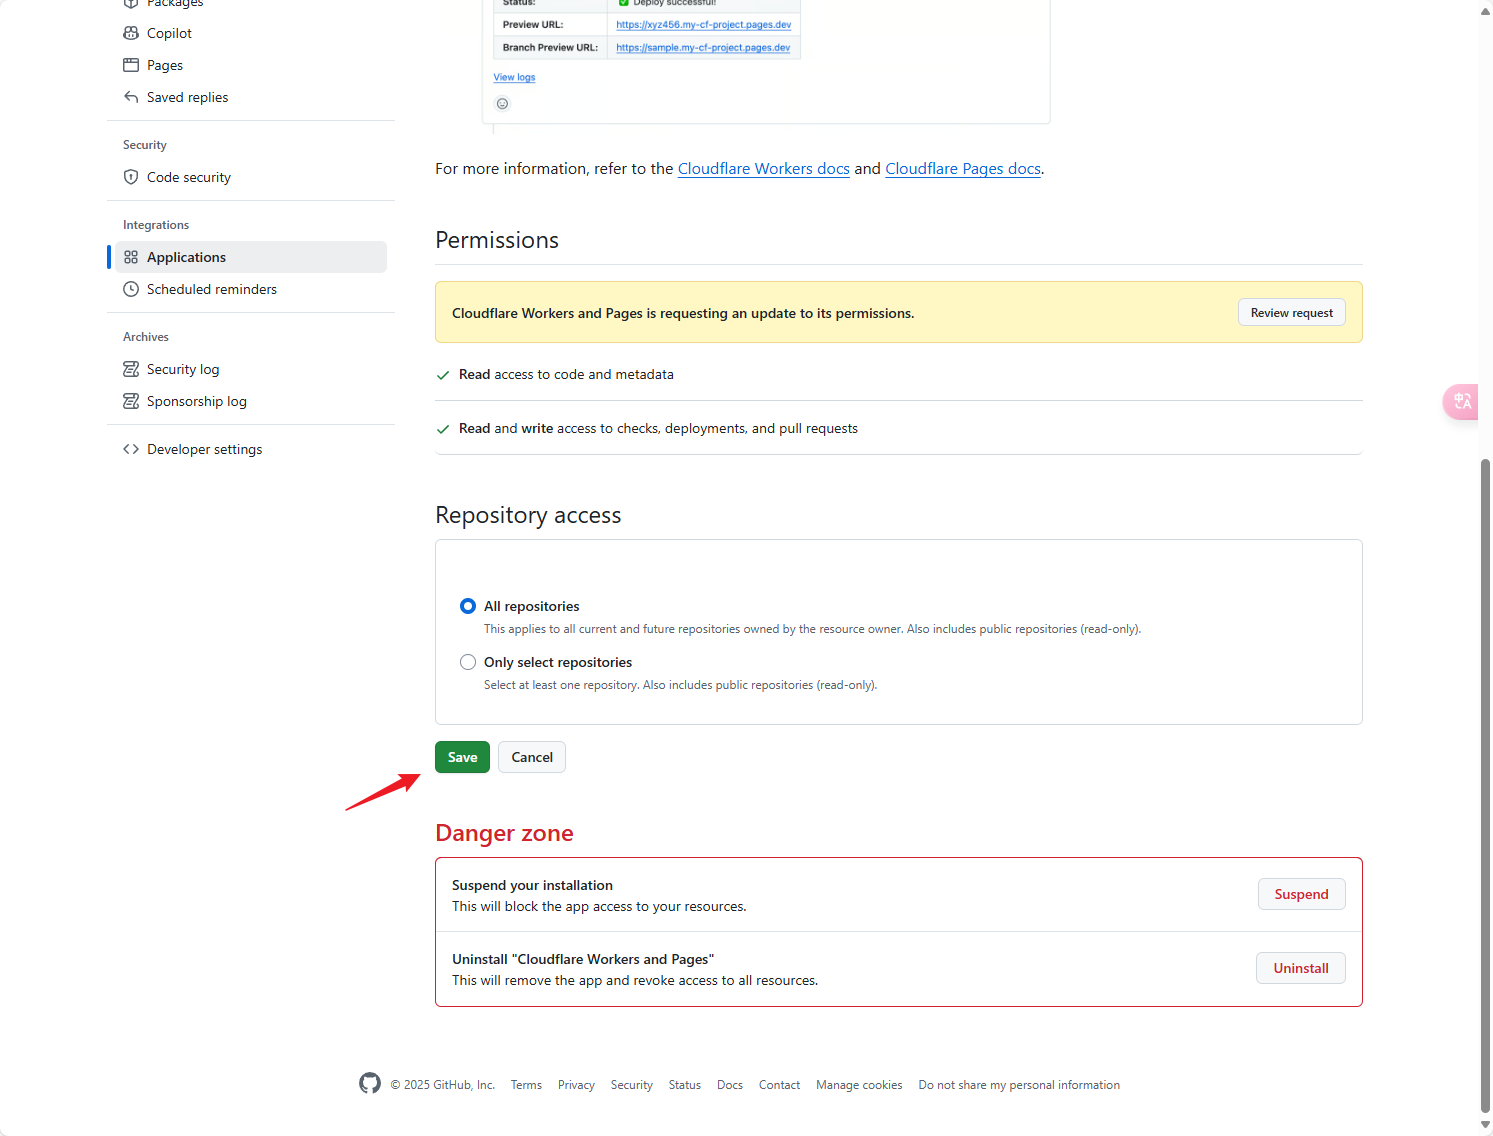 Packages
Copilot
Pages
Saved replies
Security
Code security
Integrations
Applications
Scheduled reminders
Archives
Security log
Sponsorship log
Developer settings
Status: ✅ Deploy successful!
Preview URL: https://xyz456.my-cf-project.pages.dev
Branch Preview URL: https://sample.my-cf-project.pages.dev
View logs
For more information, refer to the Cloudflare Workers docs and Cloudflare Pages docs.
Permissions
Cloudflare Workers and Pages is requesting an update to its permissions.
Review request
Read access to code and metadata
Read and write access to checks, deployments, and pull requests
Repository access
All repositories
This applies to all current and future repositories owned by the resource owner. Also includes public repositories (read-only).
Only select repositories
Select at least one repository. Also includes public repositories (read-only).
Save Cancel
Danger zone
Suspend your installation
This will block the app access to your resources.
Suspend
Uninstall "Cloudflare Workers and Pages"
This will remove the app and revoke access to all resources.
Uninstall
© 2025 GitHub, Inc. Terms Privacy Security Status Docs Contact Manage cookies Do not share my personal information
中 A